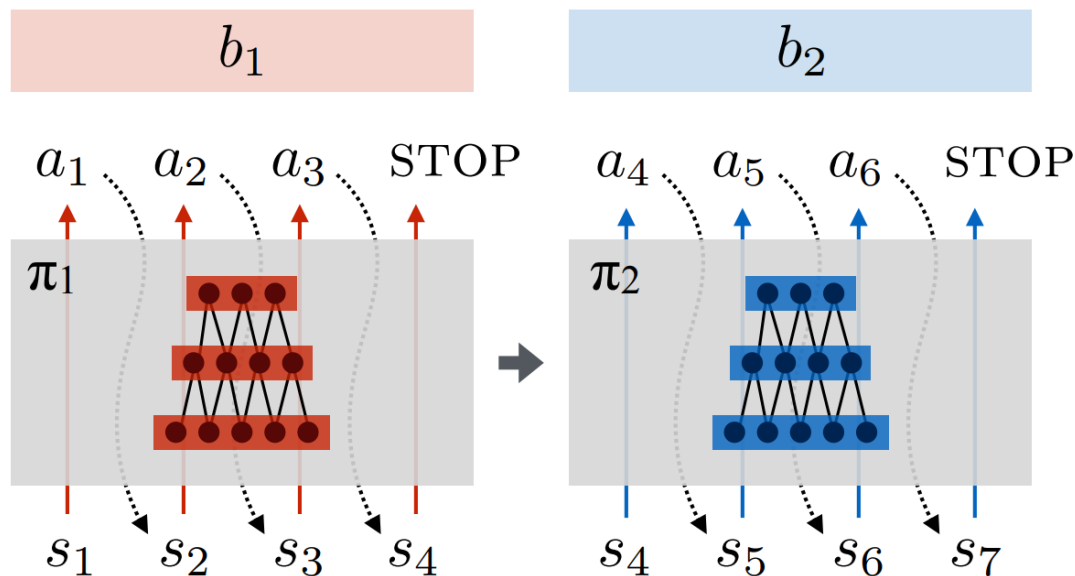 b₁ b₂
a₁ a₂ a₃ STOP a₄ a₅ a₆ STOP
π₁ π₂
s₁ s₂ s₃ s₄ s₄ s₅ s₆ s₇